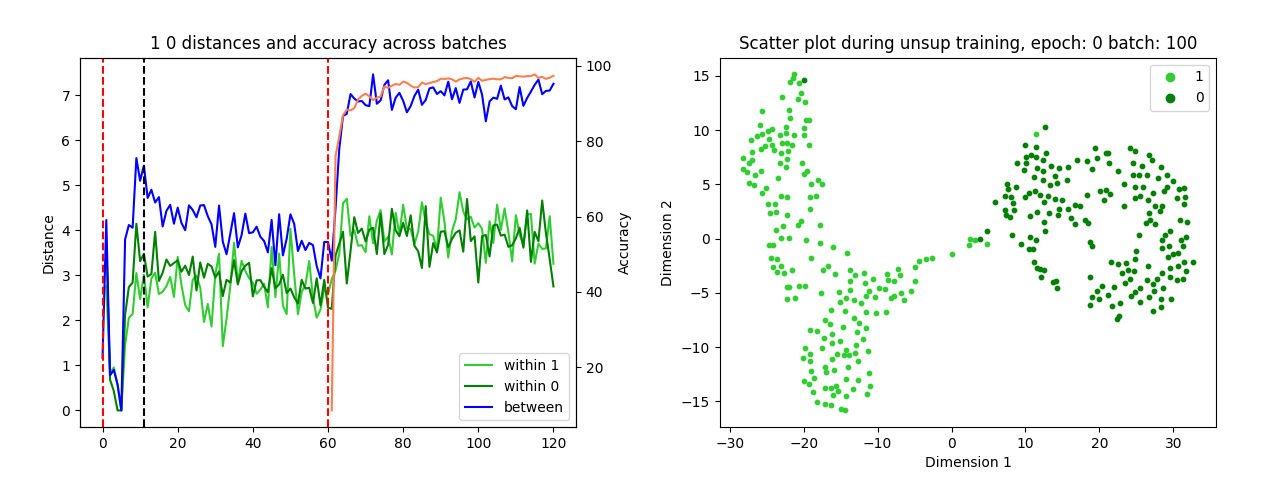 1 0 distances and accuracy across batches
Distance
7
6
5
4
3
2
1
0
0 20 40 60 80 100 120
100
80
60
40
20
Accuracy
within 1
within 0
between
Scatter plot during unsup training, epoch: 0 batch: 100
Dimension 2
15
10
5
0
−5
−10
−15
−30 −20 −10 0 10 20 30
Dimension 1
1
0